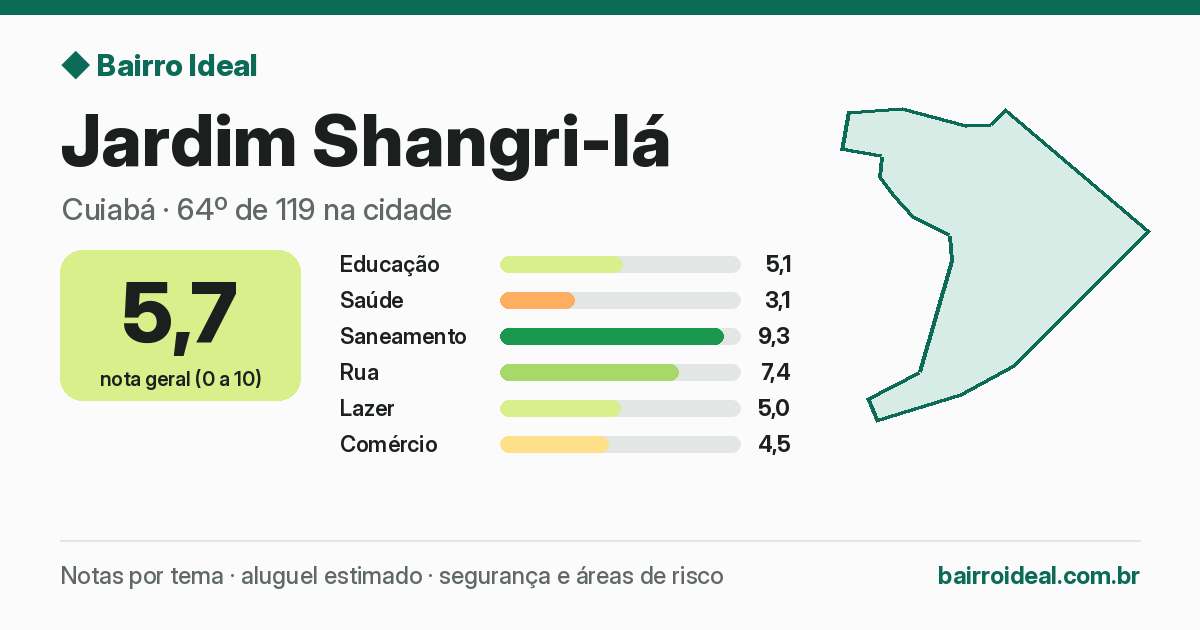 Bairro Ideal
Jardim Shangri-lá
Cuiabá · 64º de 119 na cidade
5,7
nota geral (0 a 10)
Educação 5,1
Saúde 3,1
Saneamento 9,3
Rua 7,4
Lazer 5,0
Comércio 4,5
Notas por tema · aluguel estimado · segurança e áreas de risco
bairroideal.com.br